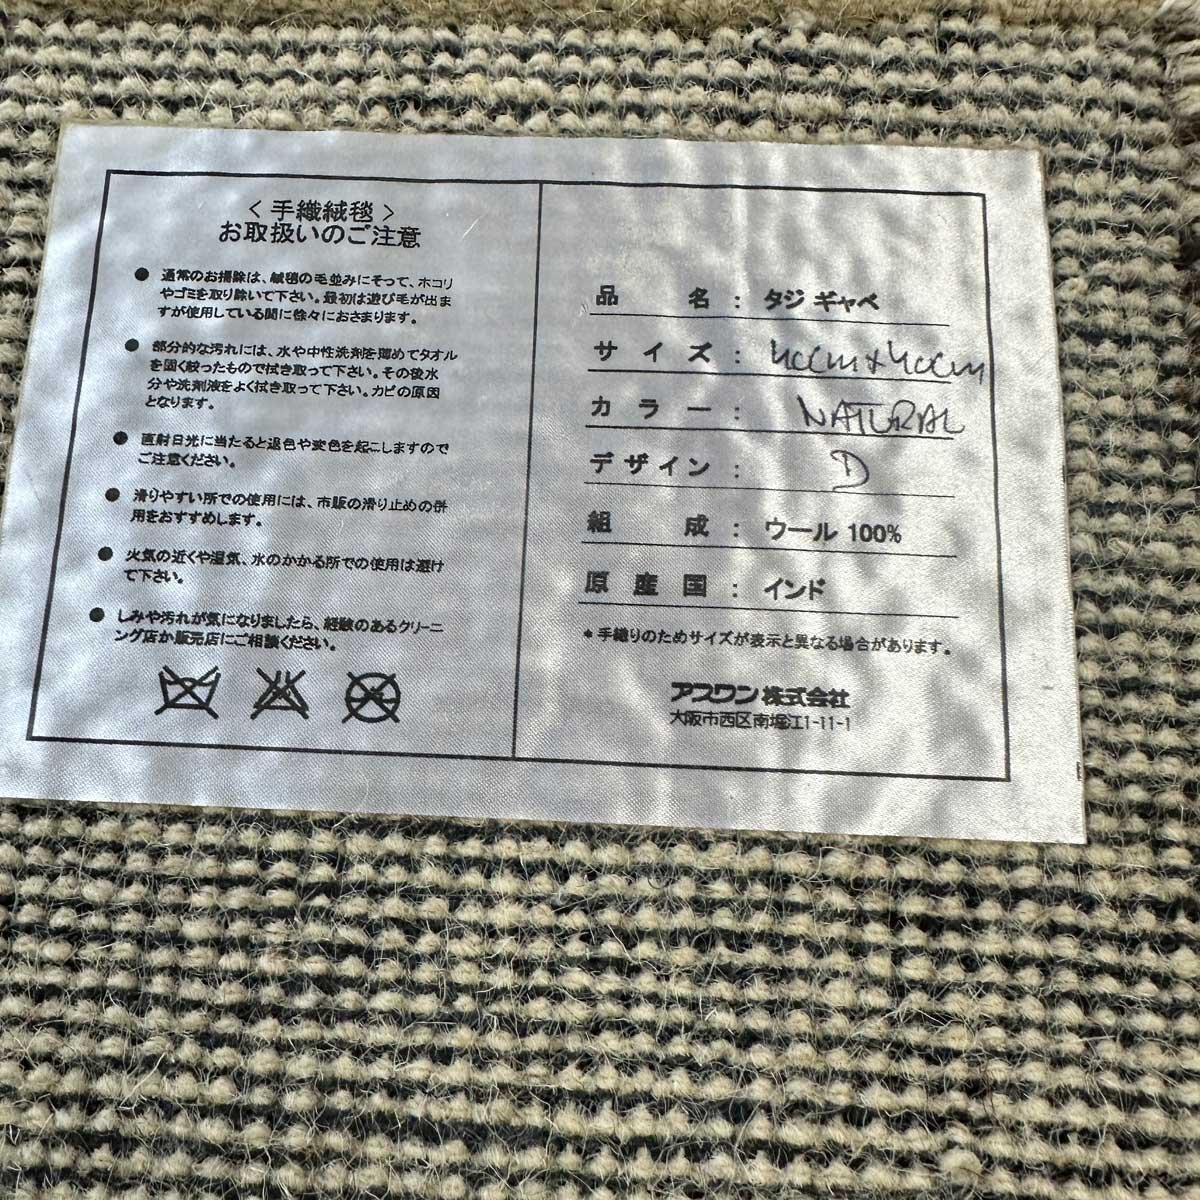 ＜手織絨毯＞
お取扱いのご注意
● 通常のお掃除は、絨毯の毛並みにそって、ホコリ
やゴミを取り除いて下さい。最初は遊び毛が出ま
すが使用している間に徐々におさまります。
● 部分的な汚れには、水や中性洗剤を薄めてタオル
を固く絞ったもので拭き取って下さい。その後水
分や洗剤液をよく拭き取って下さい。カビの原因
となります。
● 直射日光に当たると退色や変色を起こしますので
ご注意ください。
● 滑りやすい所での使用には、市販の滑り止めの併
用をおすすめします。
● 火気の近くや湿気、水のかかる所での使用は避け
て下さい。
● しみや汚れが気になりましたら、経験のあるクリーニ
ング店か販売店にご相談ください。
品名：タジ ギャベ
サイズ：40cm x 40cm
カラー：NATURAL
デザイン：D
組成：ウール 100%
原産国：インド
＊手織りのためサイズが表示と異なる場合があります。
アスワン株式会社
大阪市西区南堀江1-11-1